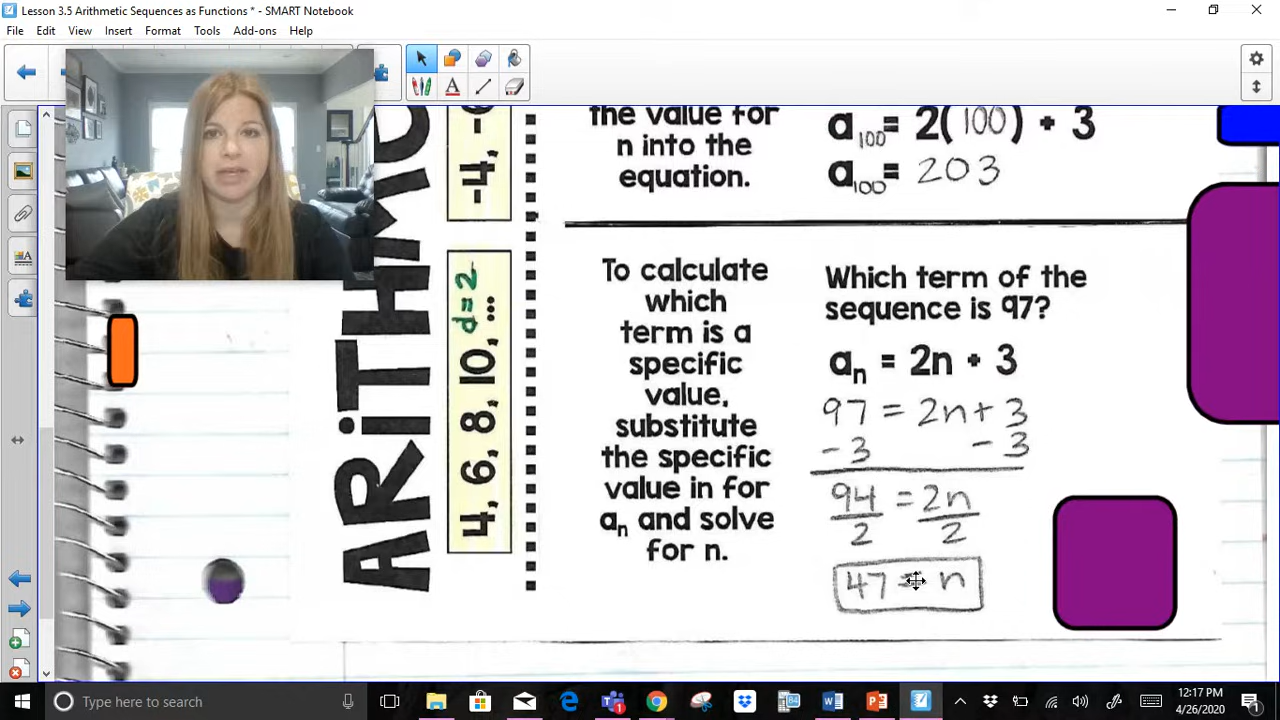 Lesson 3.5 Arithmetic Sequences as Functions * - SMART Notebook
File Edit View Insert Format Tools Add-ons Help
the value for
n into the
equation.
a100= 2(100) + 3
a100= 203
4, 6, 8, 10, ...
d=2
To calculate
which
term is a
specific
value,
substitute
the specific
value in for
an and solve
for n.
Which term of the
sequence is 97?
an = 2n + 3
97 = 2n + 3
- 3 - 3
94 = 2n
2 2
47 = n
Type here to search
12:17 PM
4/26/2020